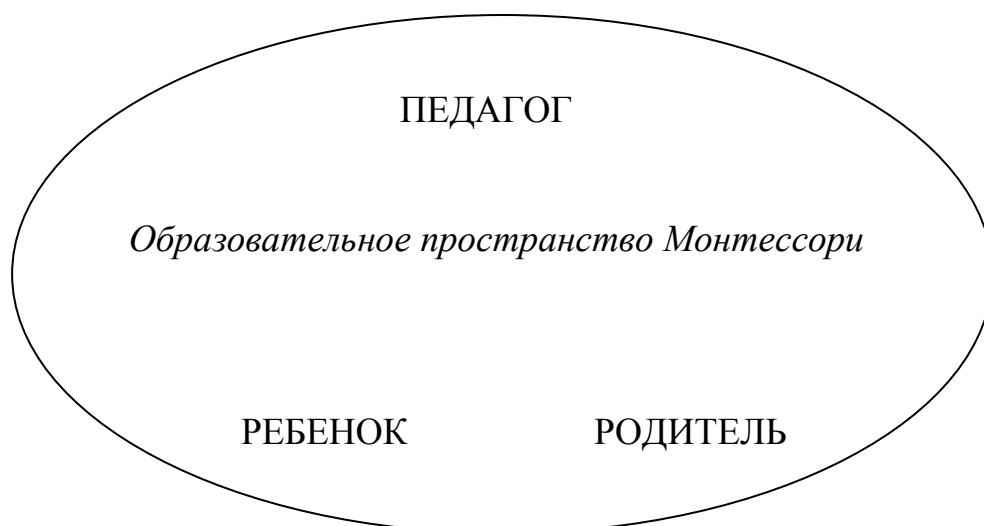 ПЕДАГОГ
Образовательное пространство Монтессори
РЕБЕНОК РОДИТЕЛЬ